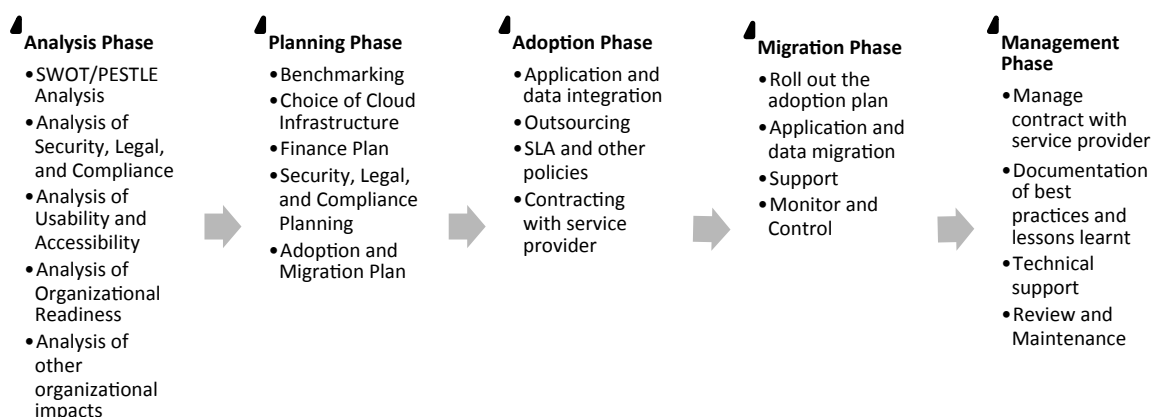 Analysis Phase
•SWOT/PESTLE
Analysis
•Analysis of
Security, Legal,
and Compliance
•Analysis of
Usability and
Accessibility
•Analysis of
Organizational
Readiness
•Analysis of
other
organizational
impacts
Planning Phase
•Benchmarking
•Choice of Cloud
Infrastructure
•Finance Plan
•Security, Legal,
and Compliance
Planning
•Adoption and
Migration Plan
Adoption Phase
•Application and
data integration
•Outsourcing
•SLA and other
policies
•Contracting
with service
provider
Migration Phase
•Roll out the
adoption plan
•Application and
data migration
•Support
•Monitor and
Control
Management
Phase
•Manage
contract with
service provider
•Documentation
of best
practices and
lessons learnt
•Technical
support
•Review and
Maintenance